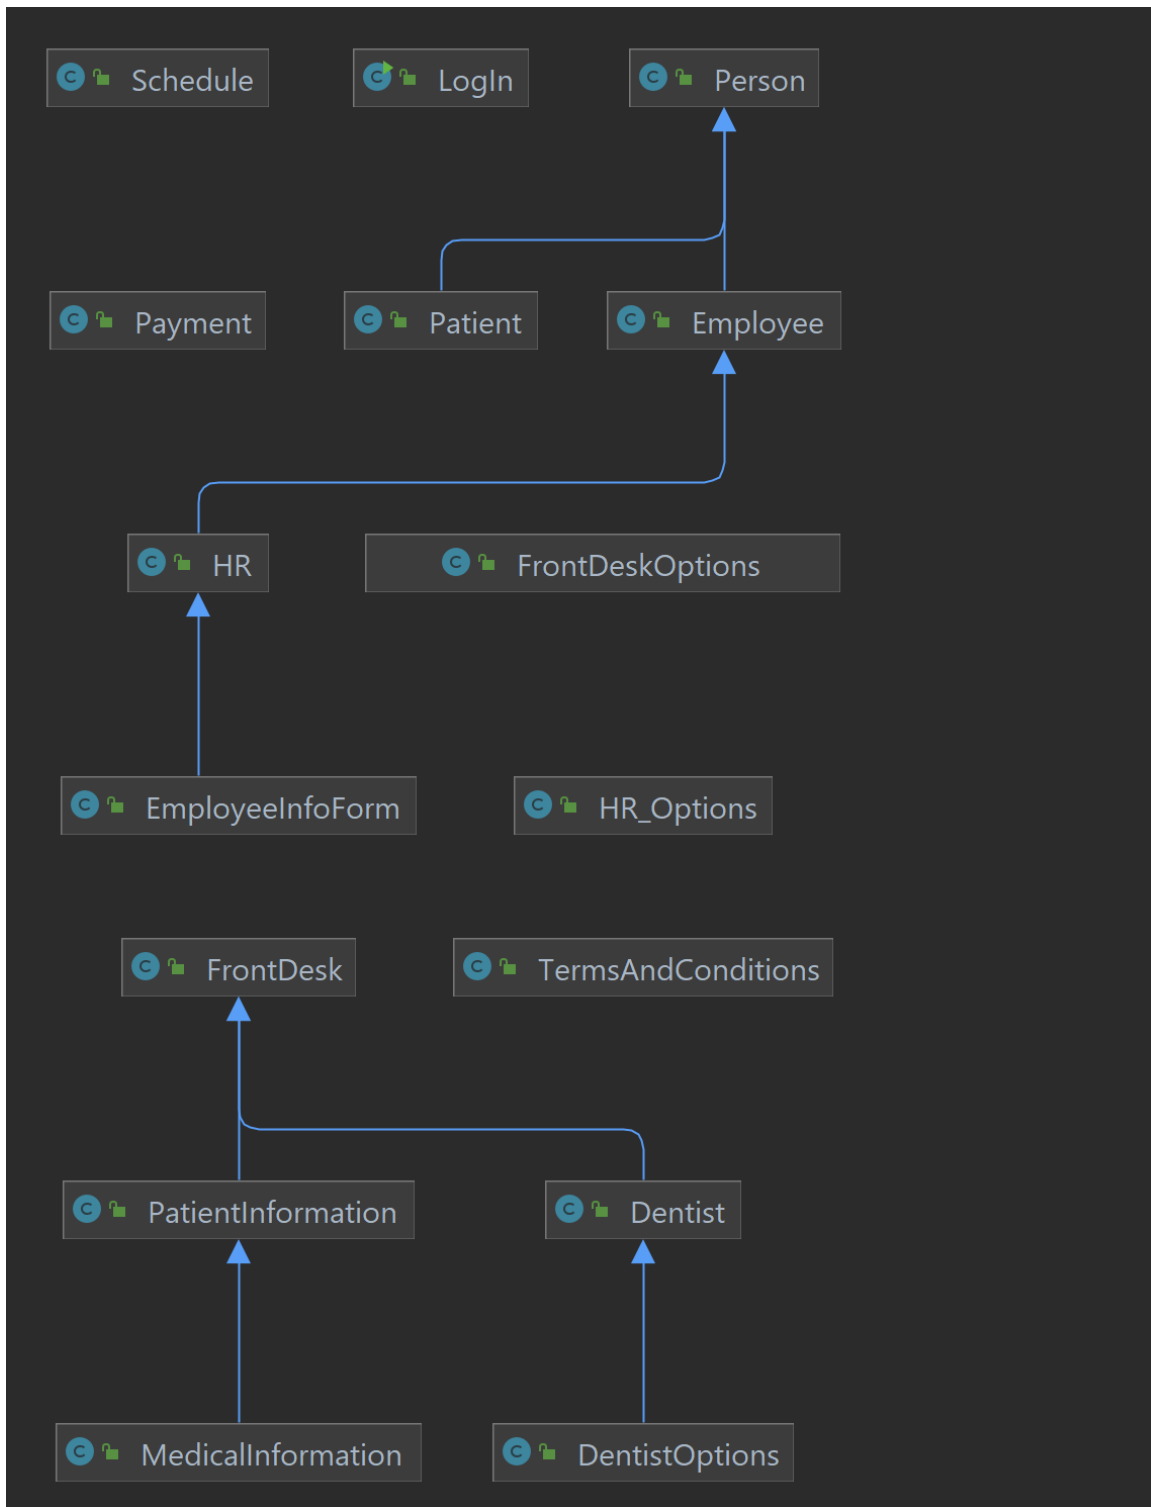 Schedule
LogIn
Person
Payment
Patient
Employee
HR
FrontDeskOptions
EmployeeInfoForm
HR_Options
FrontDesk
TermsAndConditions
PatientInformation
Dentist
MedicalInformation
DentistOptions